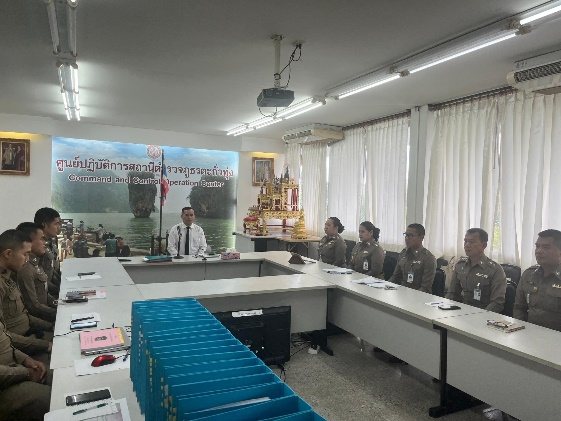 ศูนย์ปฏิบัติการสถานีตำรวจภูธรตะกั่วทุ่ง
Command and Control Operation Center